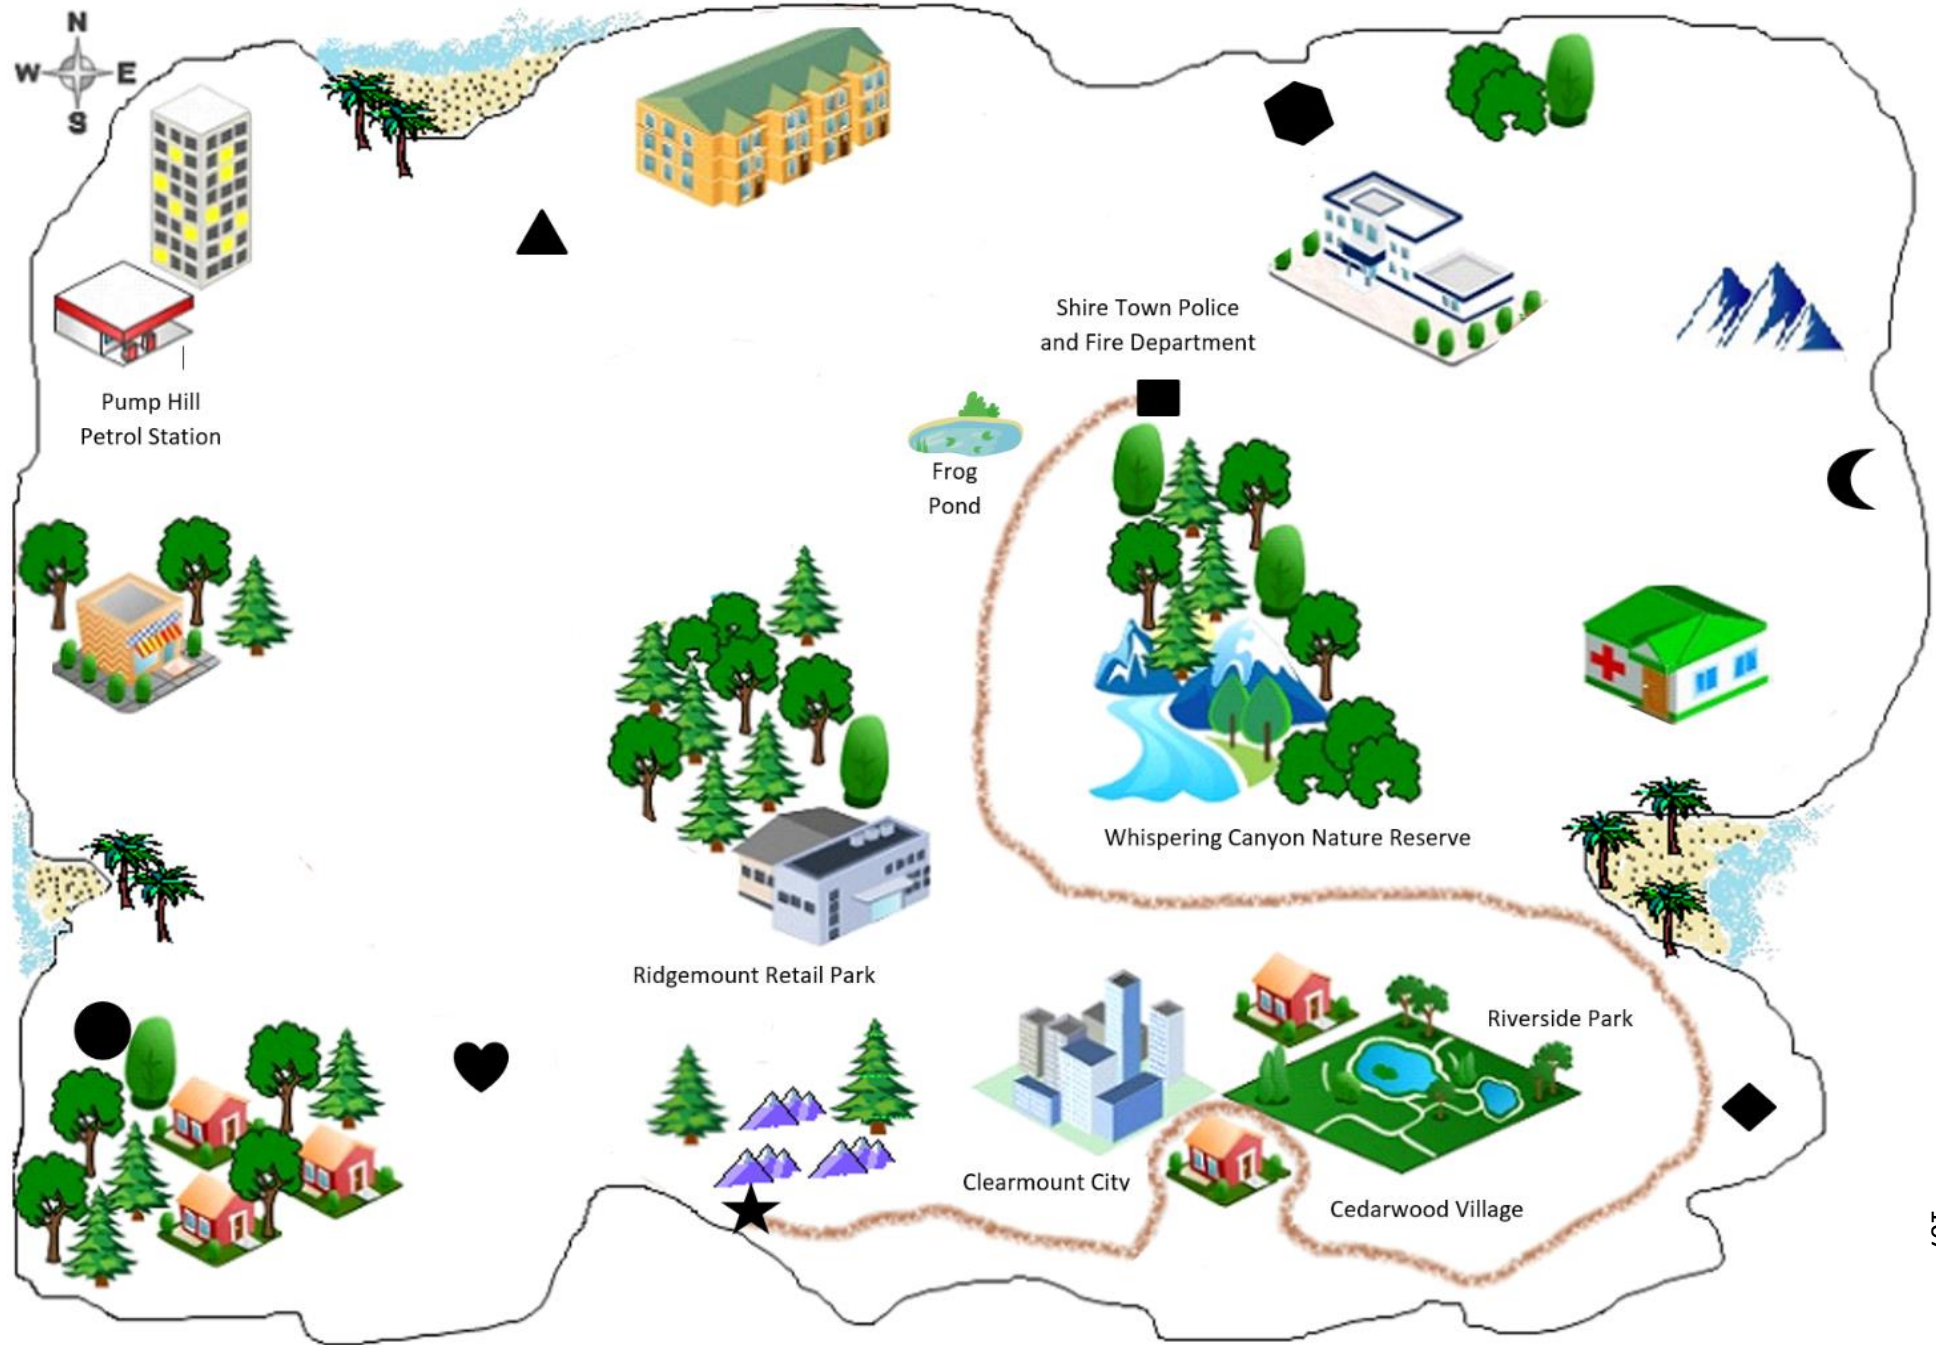 N
W E
S
Shire Town Police
and Fire Department
Pump Hill
Petrol Station
Frog
Pond
Whispering Canyon Nature Reserve
Ridgemount Retail Park
Riverside Park
Clearmount City
Cedarwood Village